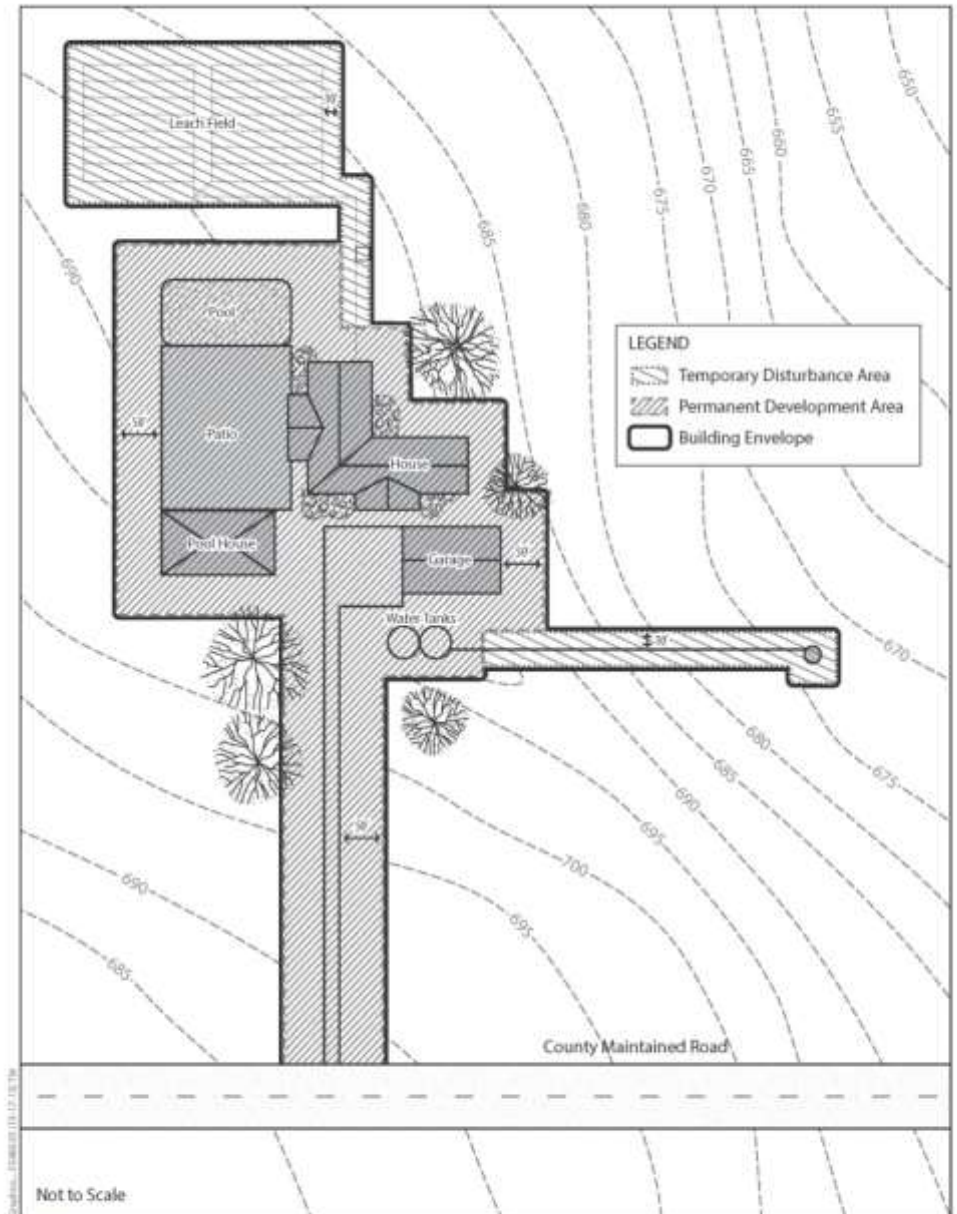 650
655
660
665
670
675
680
685
690
Leach Field
Pool
50'
Patio
House
Pool House
Garage
50'
Water Tanks
LEGEND
Temporary Disturbance Area
Permanent Development Area
Building Envelope
670
675
680
685
690
695
700
695
690
685
County Maintained Road
Not to Scale